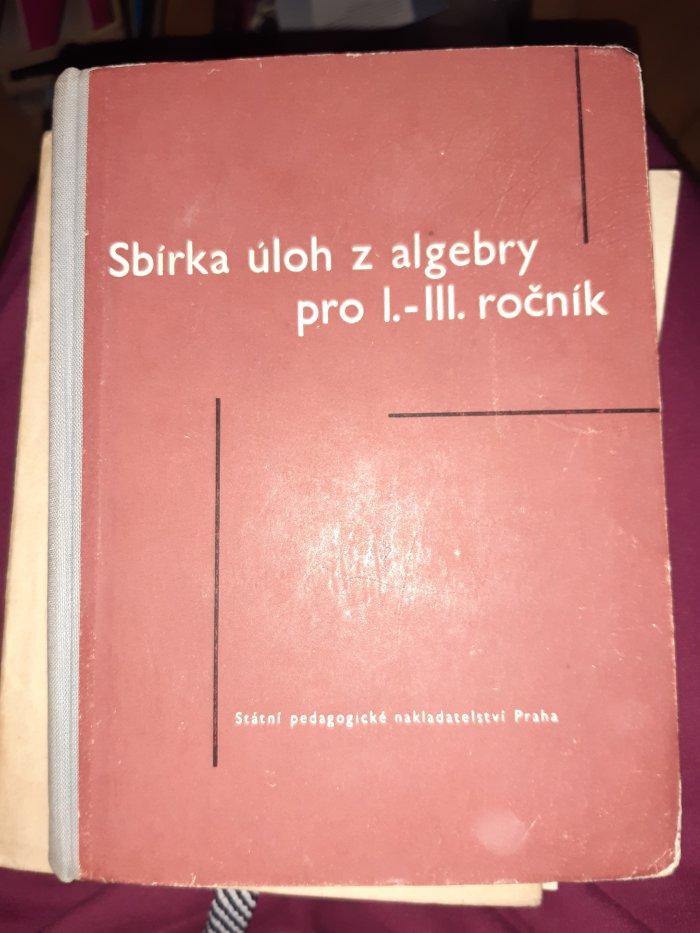 Sbírka úloh z algebry
pro I.-III. ročník
Státní pedagogické nakladatelství Praha